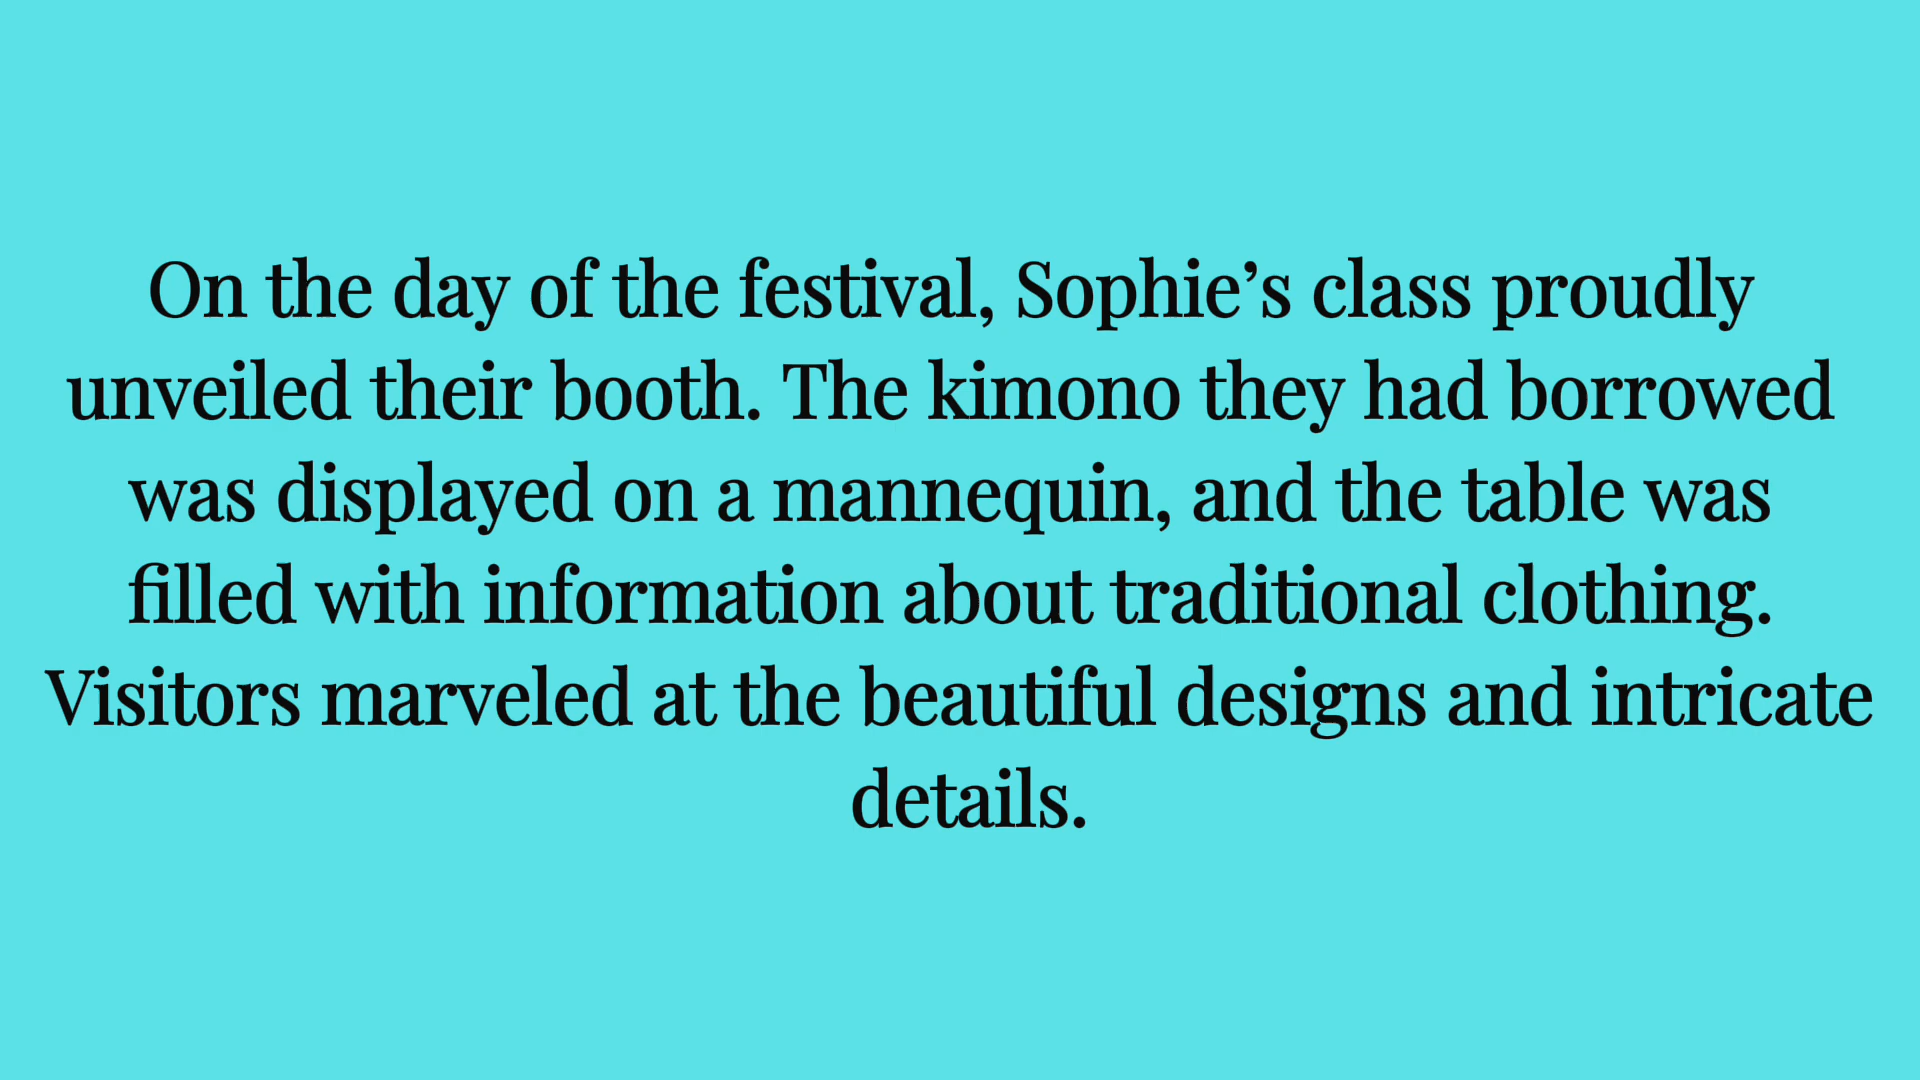 On the day of the festival, Sophie’s class proudly
unveiled their booth. The kimono they had borrowed
was displayed on a mannequin, and the table was
filled with information about traditional clothing.
Visitors marveled at the beautiful designs and intricate
details.